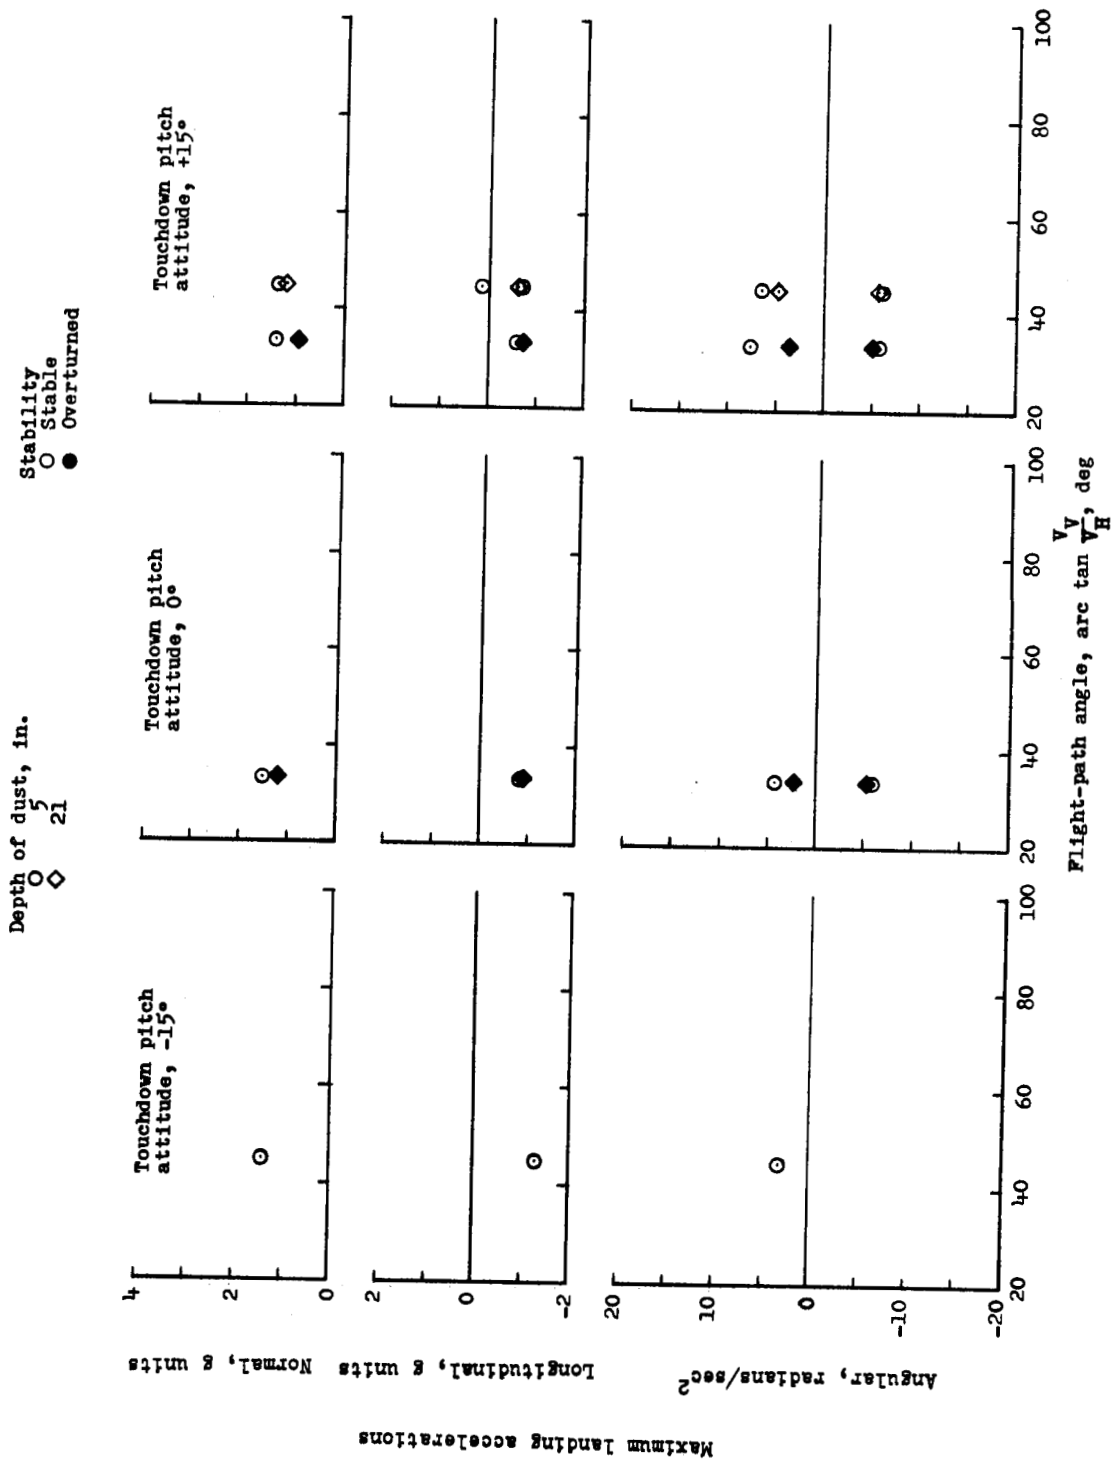 Depth of dust, in.
○ 5
◇ 21
Stability
○ Stable
● Overturned
Touchdown pitch
attitude, -15°
Touchdown pitch
attitude, 0°
Touchdown pitch
attitude, +15°
Maximum landing accelerations
Normal, g units
4
2
0
Longitudinal, g units
2
0
-2
Angular, radians/sec²
20
10
0
-10
-20
20 40 60 80 100
20 40 60 80 100
20 40 60 80 100
Flight-path angle, arc tan V_V/V_H, deg